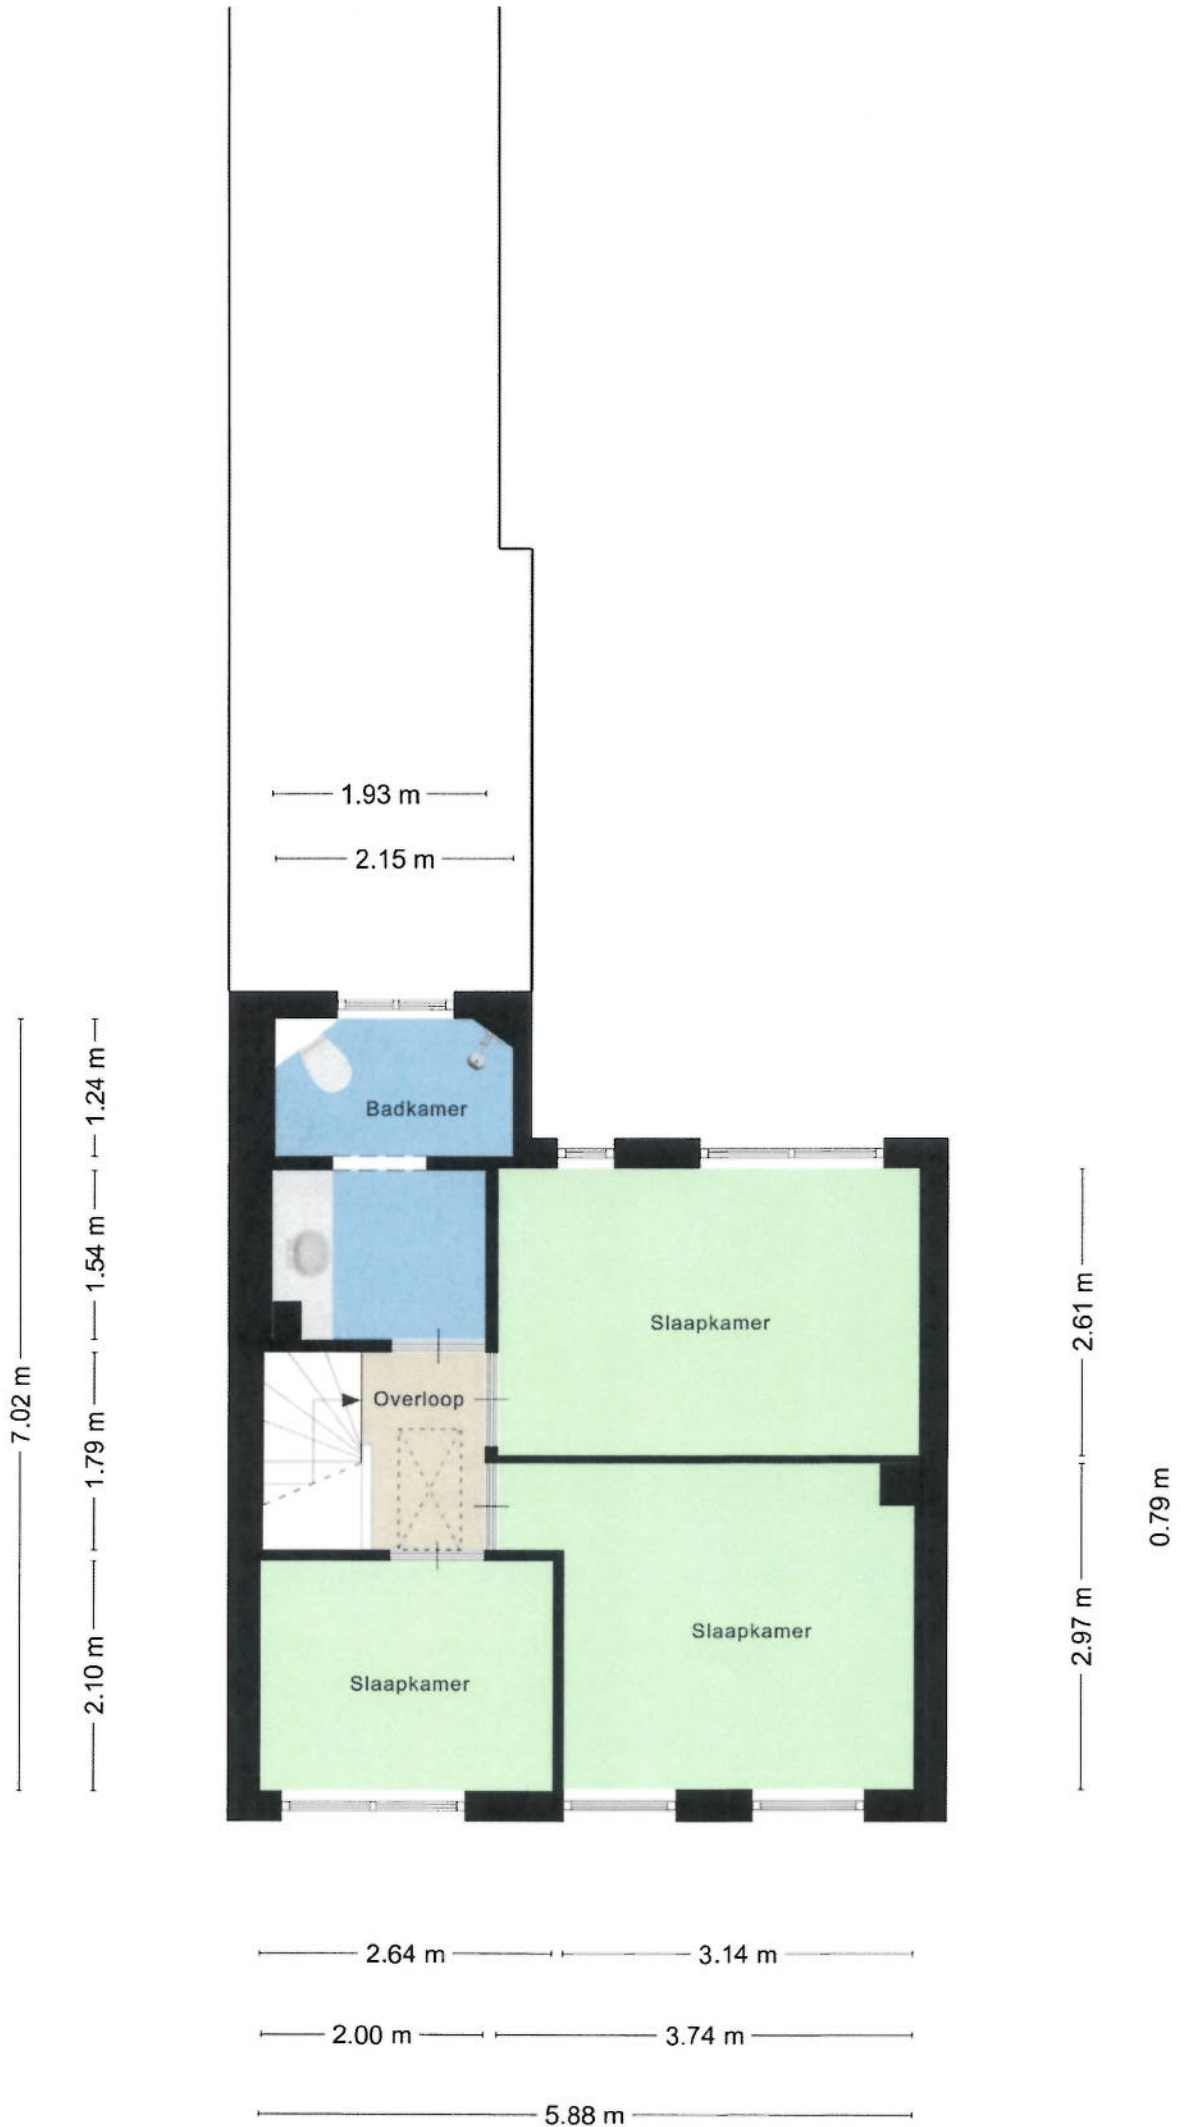 1.93 m
2.15 m
1.24 m
Badkamer
1.54 m
2.61 m
Slaapkamer
7.02 m
1.79 m
Overloop
0.79 m
2.97 m
Slaapkamer
2.10 m
Slaapkamer
2.64 m
3.14 m
2.00 m
3.74 m
5.88 m